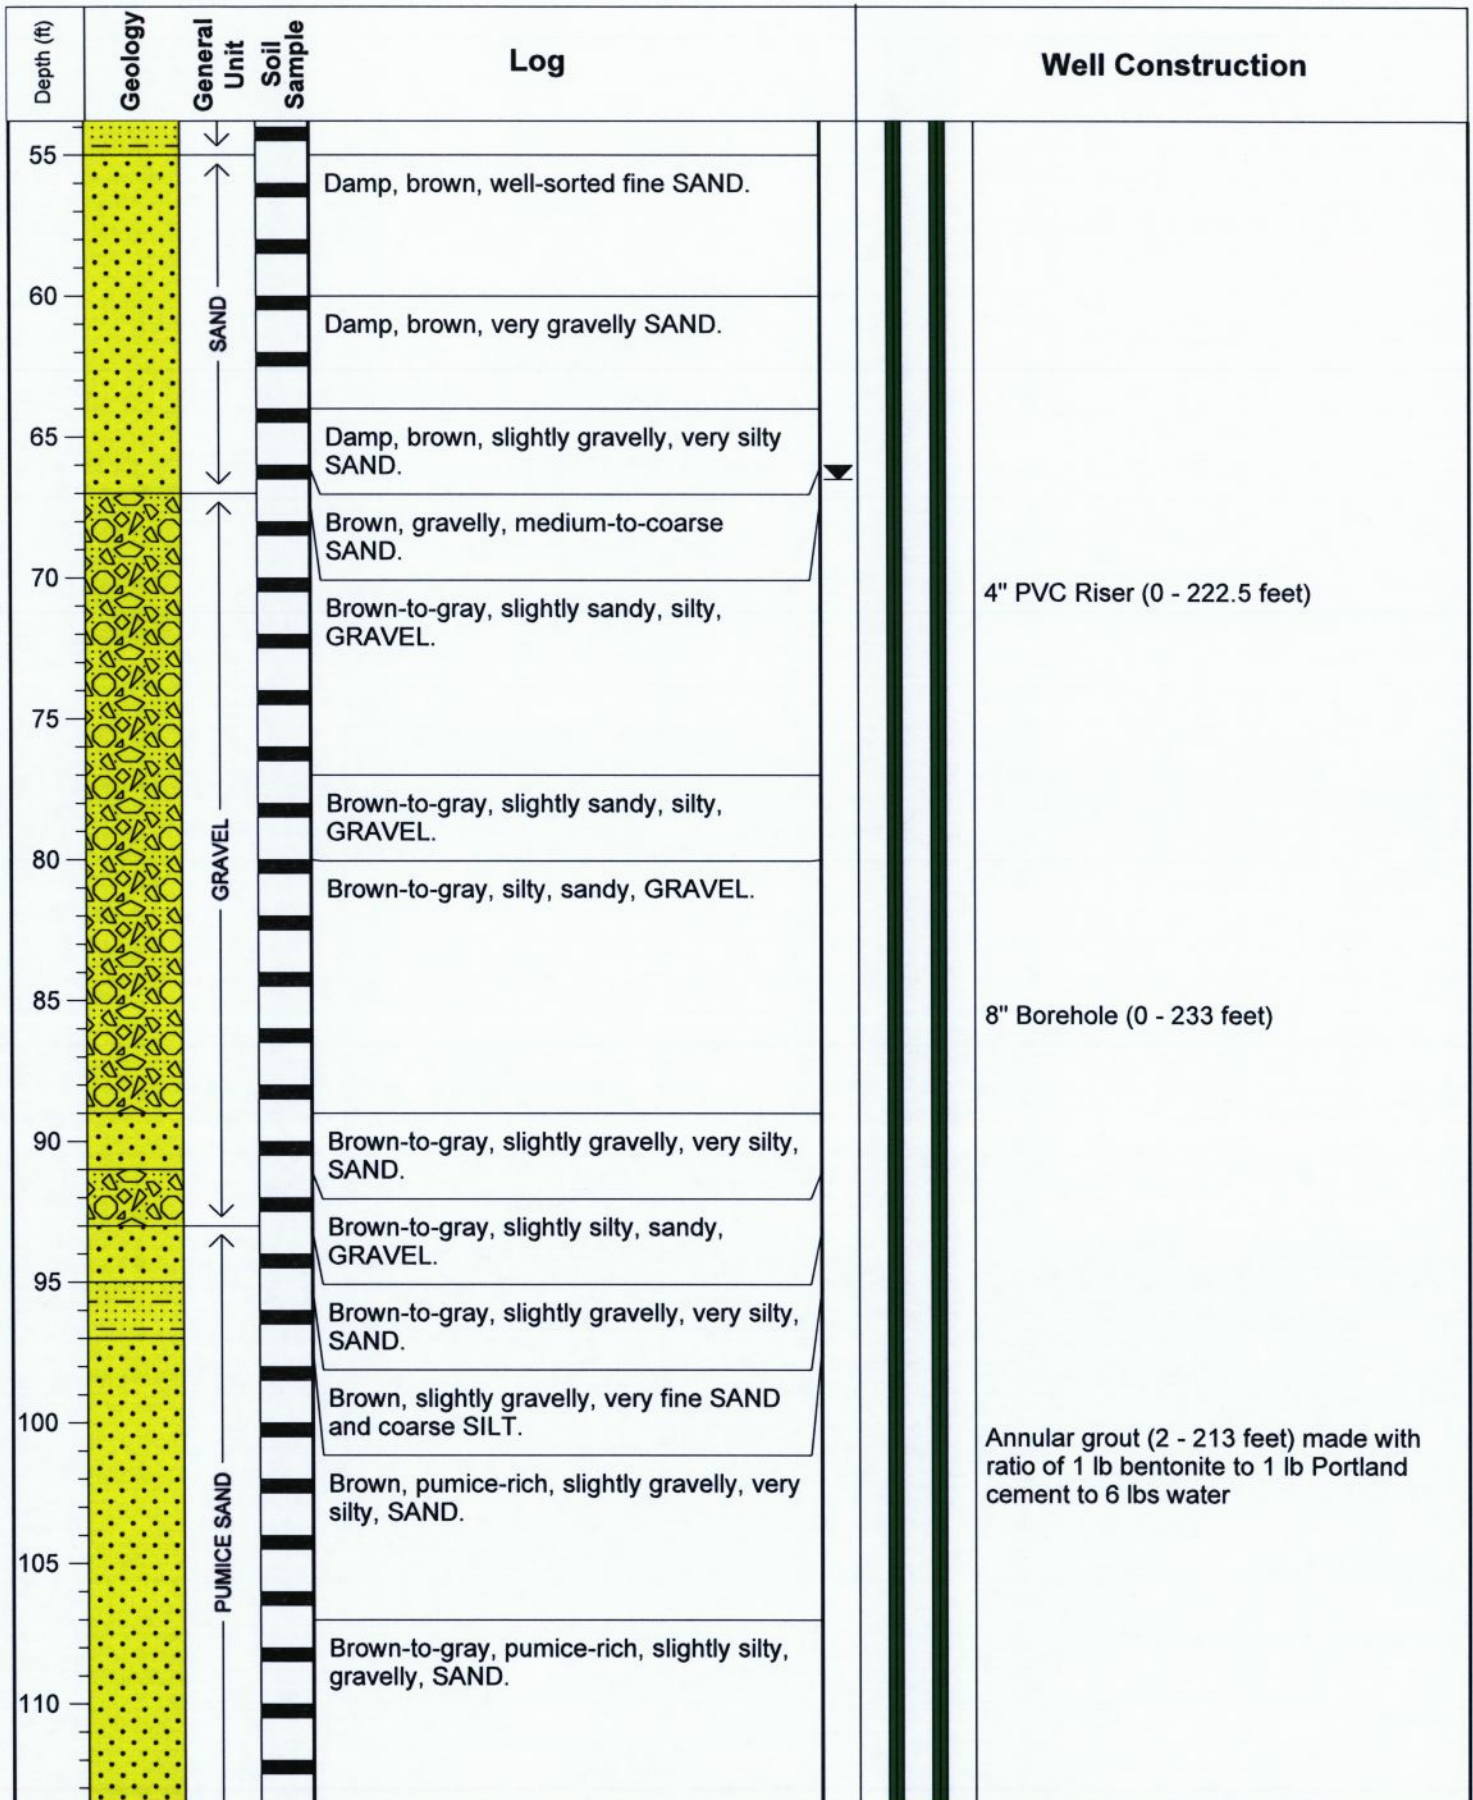 Depth (ft)
Geology
General
Unit
Soil
Sample
Log
Well Construction
55
Damp, brown, well-sorted fine SAND.
60
SAND
Damp, brown, very gravelly SAND.
65
Damp, brown, slightly gravelly, very silty
SAND.
Brown, gravelly, medium-to-coarse
SAND.
70
4" PVC Riser (0 - 222.5 feet)
Brown-to-gray, slightly sandy, silty,
GRAVEL.
75
Brown-to-gray, slightly sandy, silty,
GRAVEL.
80
GRAVEL
Brown-to-gray, silty, sandy, GRAVEL.
85
8" Borehole (0 - 233 feet)
90
Brown-to-gray, slightly gravelly, very silty,
SAND.
Brown-to-gray, slightly silty, sandy,
GRAVEL.
95
Brown-to-gray, slightly gravelly, very silty,
SAND.
Brown, slightly gravelly, very fine SAND
and coarse SILT.
100
Annular grout (2 - 213 feet) made with
ratio of 1 lb bentonite to 1 lb Portland
cement to 6 lbs water
Brown, pumice-rich, slightly gravelly, very
silty, SAND.
PUMICE SAND
105
Brown-to-gray, pumice-rich, slightly silty,
gravelly, SAND.
110